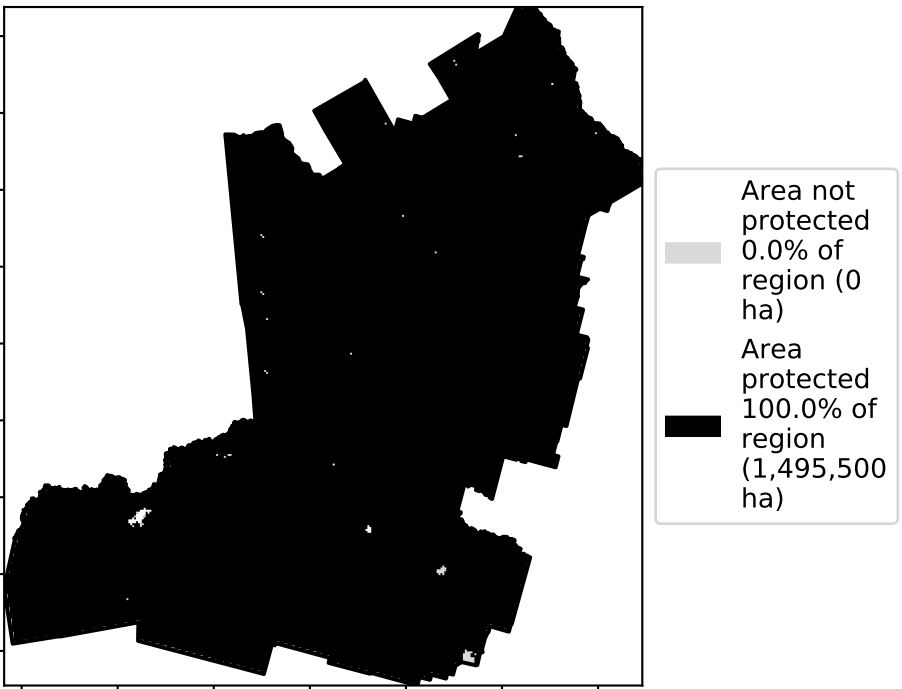 Area not
protected
0.0% of
region (0
ha)
Area
protected
100.0% of
region
(1,495,500
ha)